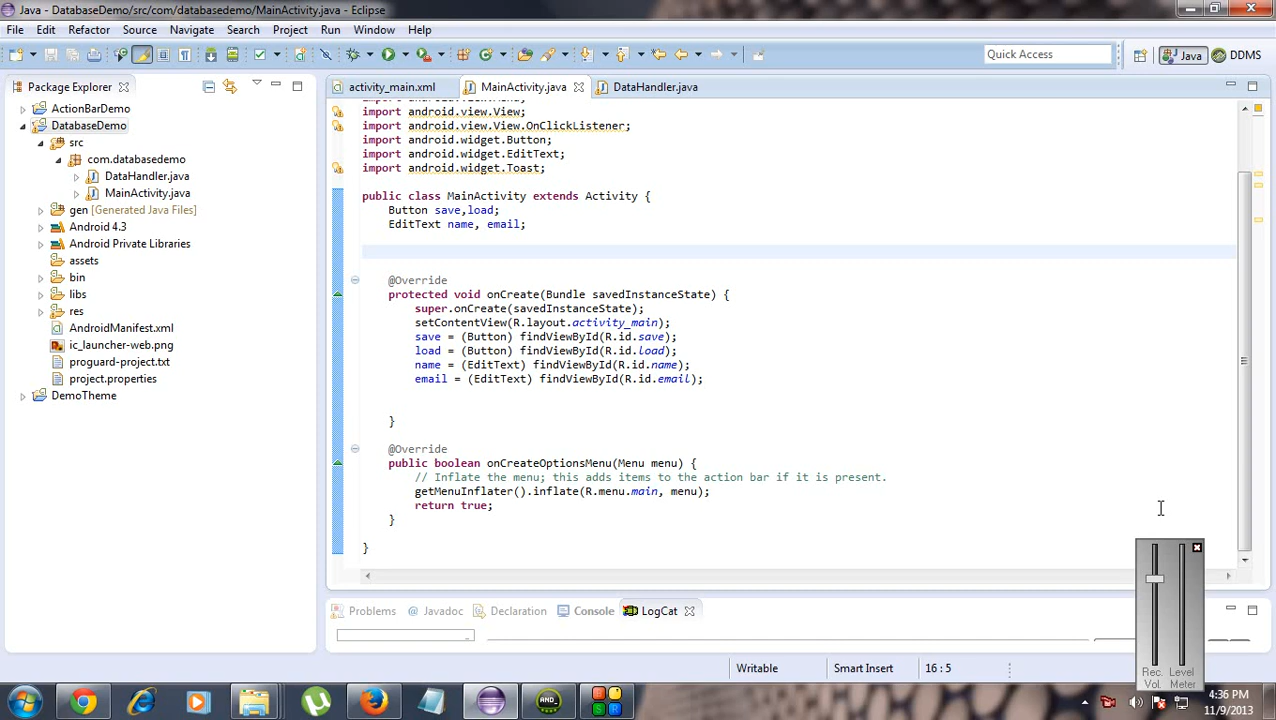 Java - DatabaseDemo/src/com/databasedemo/MainActivity.java - Eclipse
File Edit Refactor Source Navigate Search Project Run Window Help
Quick Access Java DDMS
Package Explorer
ActionBarDemo
DatabaseDemo
src
com.databasedemo
DataHandler.java
MainActivity.java
gen [Generated Java Files]
Android 4.3
Android Private Libraries
assets
bin
libs
res
AndroidManifest.xml
ic_launcher-web.png
proguard-project.txt
project.properties
DemoTheme
activity_main.xml MainActivity.java DataHandler.java
import android.view.View;
import android.view.View.OnClickListener;
import android.widget.Button;
import android.widget.EditText;
import android.widget.Toast;
public class MainActivity extends Activity {
Button save,load;
EditText name, email;
@Override
protected void onCreate(Bundle savedInstanceState) {
super.onCreate(savedInstanceState);
setContentView(R.layout.activity_main);
save = (Button) findViewById(R.id.save);
load = (Button) findViewById(R.id.load);
name = (EditText) findViewById(R.id.name);
email = (EditText) findViewById(R.id.email);
}
@Override
public boolean onCreateOptionsMenu(Menu menu) {
// Inflate the menu; this adds items to the action bar if it is present.
getMenuInflater().inflate(R.menu.main, menu);
return true;
}
}
Problems Javadoc Declaration Console LogCat
Writable Smart Insert 16 : 5
Rec. Vol. Level Meter
AND_
4:36 PM
11/9/2013